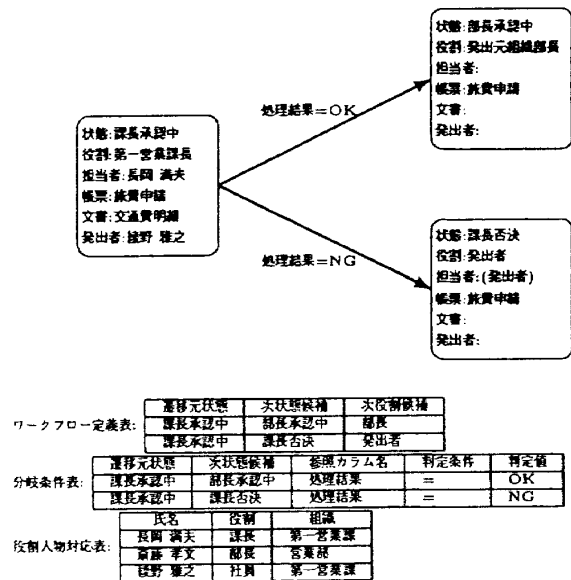 状態:部長承認中
役割:発出元組織部長
担当者:
帳票:旅費申請
文書:
発出者:
処理結果=OK
状態:課長承認中
役割:第一営業課長
担当者:長岡 満夫
帳票:旅費申請
文書:交通費明細
発出者:綾野 雅之
処理結果=NG
状態:課長否決
役割:発出者
担当者:(発出者)
帳票:旅費申請
文書:
発出者:
ワークフロー定義表:
遷移元状態 次状態候補 次役割候補
課長承認中 部長承認中 部長
課長承認中 課長否決 発出者
分岐条件表:
遷移元状態 次状態候補 参照カラム名 判定条件 判定値
課長承認中 部長承認中 処理結果 = OK
課長承認中 課長否決 処理結果 = NG
役割人物対応表:
氏名 役割 組織
長岡 満夫 課長 第一営業課
斎藤 孝文 部長 営業部
綾野 雅之 社員 第一営業課